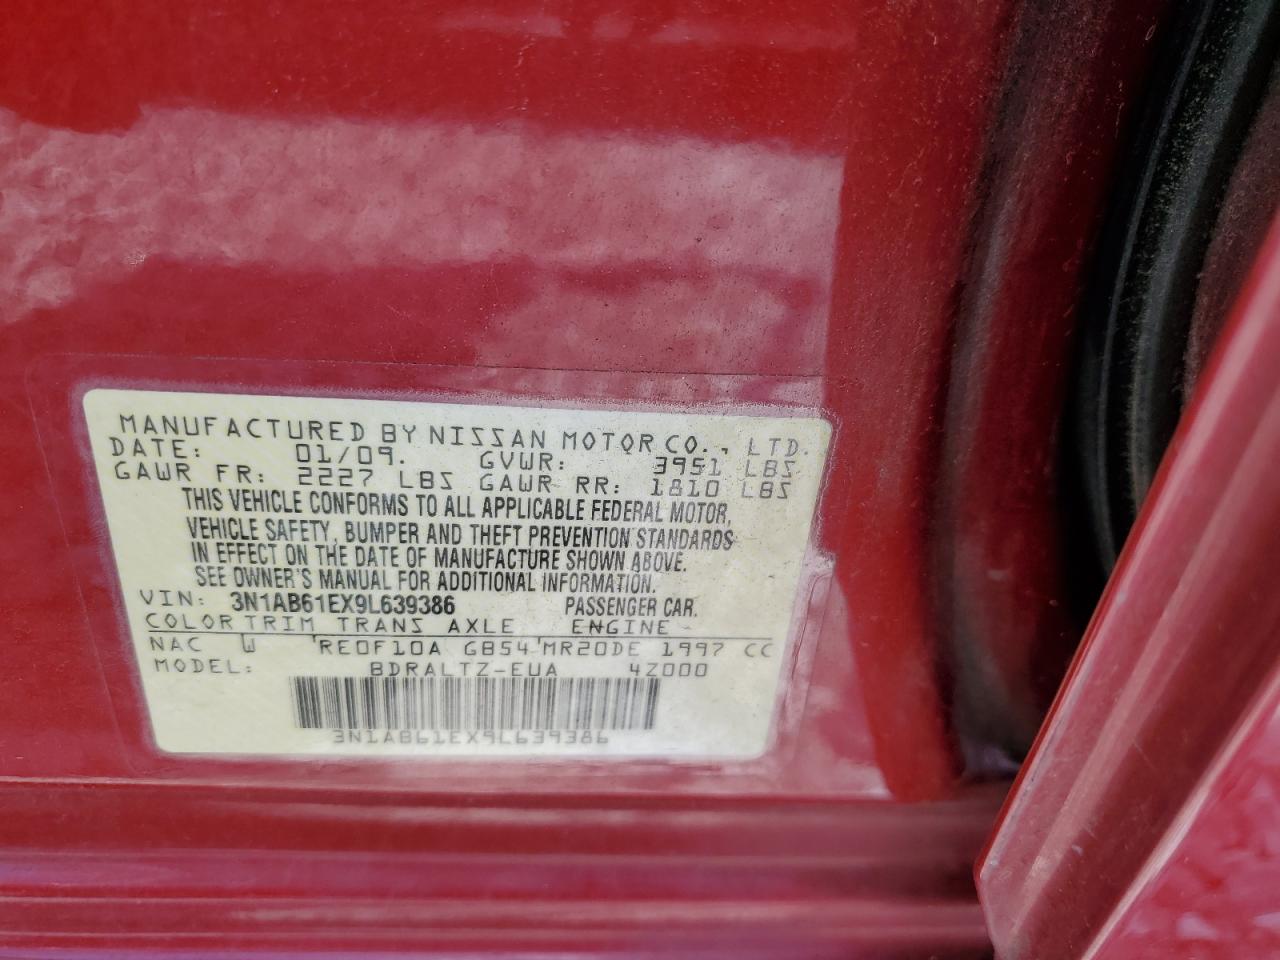 MANUFACTURED BY NISSAN MOTOR CO., LTD.
DATE: 01/09. GVWR: 3951 LBS
GAWR FR: 2227 LBS GAWR RR: 1810 LBS
THIS VEHICLE CONFORMS TO ALL APPLICABLE FEDERAL MOTOR,
VEHICLE SAFETY, BUMPER AND THEFT PREVENTION STANDARDS
IN EFFECT ON THE DATE OF MANUFACTURE SHOWN ABOVE.
SEE OWNER'S MANUAL FOR ADDITIONAL INFORMATION.
VIN: 3N1AB61EX9L639386 PASSENGER CAR.
COLOR TRIM TRANS AXLE ENGINE
NAC W RE0F10A GB54 MR20DE 1997 CC
MODEL: BDRALTZ-EUA 4Z000
3N1AB61EX9L639386